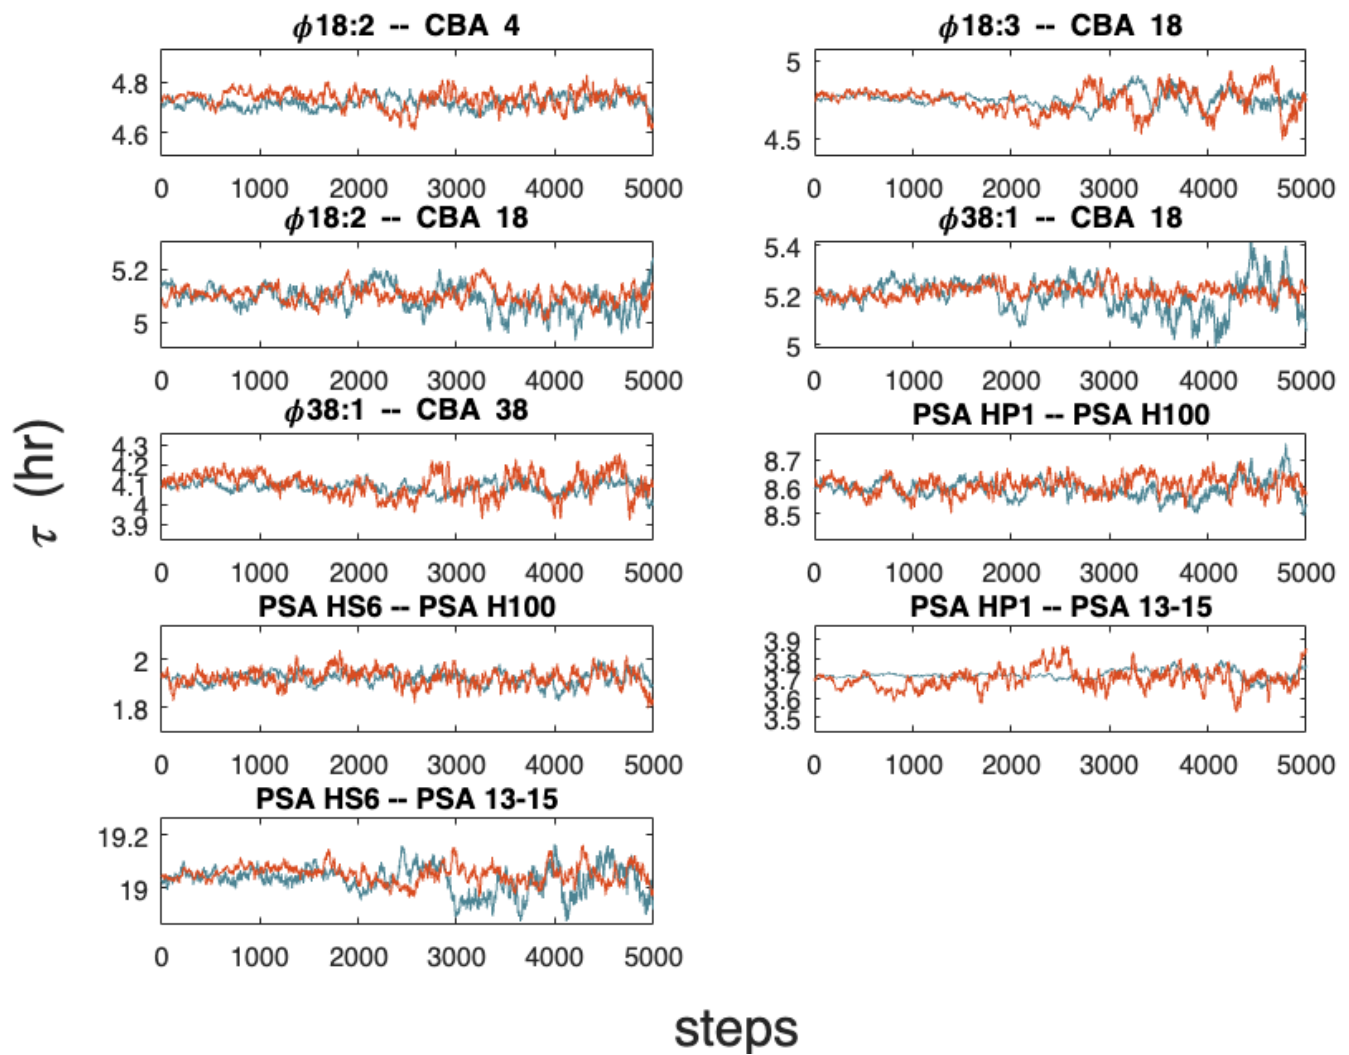 ϕ18:2 -- CBA 4
4.8
4.6
0 1000 2000 3000 4000 5000
ϕ18:3 -- CBA 18
5
4.5
0 1000 2000 3000 4000 5000
ϕ18:2 -- CBA 18
5.2
5
0 1000 2000 3000 4000 5000
ϕ38:1 -- CBA 18
5.4
5.2
5
0 1000 2000 3000 4000 5000
ϕ38:1 -- CBA 38
4.3
4.2
4.1
4
3.9
0 1000 2000 3000 4000 5000
PSA HP1 -- PSA H100
8.7
8.6
8.5
0 1000 2000 3000 4000 5000
PSA HS6 -- PSA H100
2
1.8
0 1000 2000 3000 4000 5000
PSA HP1 -- PSA 13-15
3.9
3.8
3.7
3.6
3.5
0 1000 2000 3000 4000 5000
PSA HS6 -- PSA 13-15
19.2
19
0 1000 2000 3000 4000 5000
τ (hr)
steps